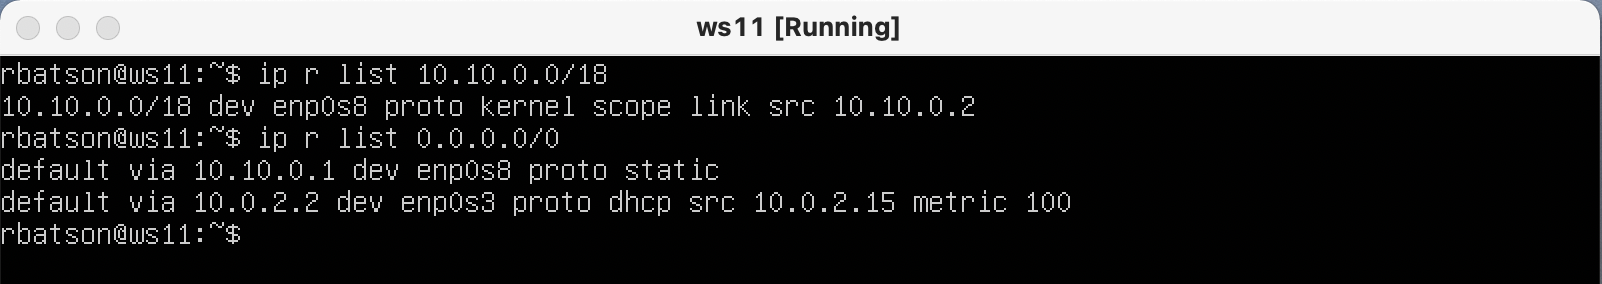 ws11 [Running]
rbatson@ws11:~$ ip r list 10.10.0.0/18
10.10.0.0/18 dev enp0s8 proto kernel scope link src 10.10.0.2
rbatson@ws11:~$ ip r list 0.0.0.0/0
default via 10.10.0.1 dev enp0s8 proto static
default via 10.0.2.2 dev enp0s3 proto dhcp src 10.0.2.15 metric 100
rbatson@ws11:~$